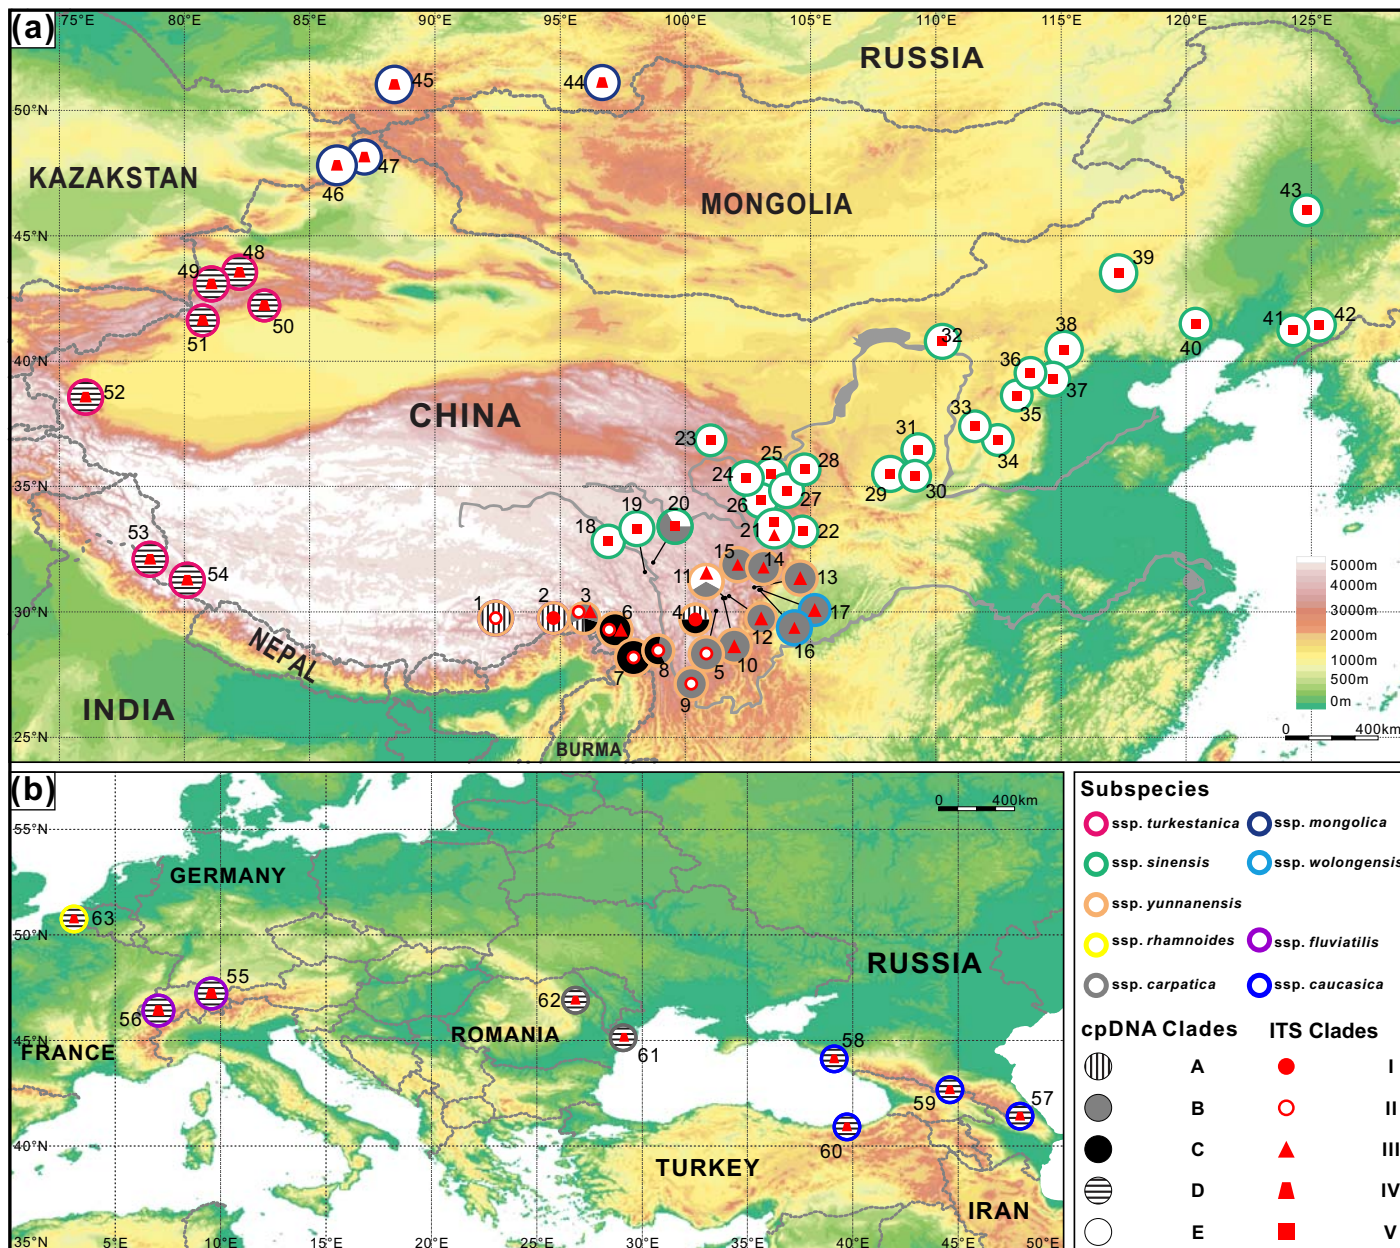 (a)
75°E 80°E 85°E 90°E 95°E 100°E 105°E 110°E 115°E 120°E 125°E
RUSSIA
45
44
50°N
47
46
KAZAKSTAN
MONGOLIA
43
45°N
48
49
39
50
51
38
32
41
42
40
40°N
36
52
37
CHINA
35
33
31
23
34
25
28
24
35°N
26
27
29
30
20
19
18
21
22
15
14
53
11
13
54
17
1
2
3
6
4
30°N
12
16
10
7
8
5
NEPAL
9
INDIA
25°N
BURMA
5000m
4000m
3000m
2000m
1000m
500m
0m
0 400km
(b)
0 400km
55°N
GERMANY
63
50°N
RUSSIA
55
62
56
ROMANIA
45°N
FRANCE
61
58
59
57
60
40°N
TURKEY
IRAN
35°N 5°E 10°E 15°E 20°E 25°E 30°E 35°E 40°E 45°E 50°E
Subspecies
ssp. turkestanica ssp. mongolica
ssp. sinensis ssp. wolongensis
ssp. yunnanensis
ssp. rhamnoides ssp. fluviatilis
ssp. carpatica ssp. caucasica
cpDNA Clades ITS Clades
A I
B II
C III
D IV
E V